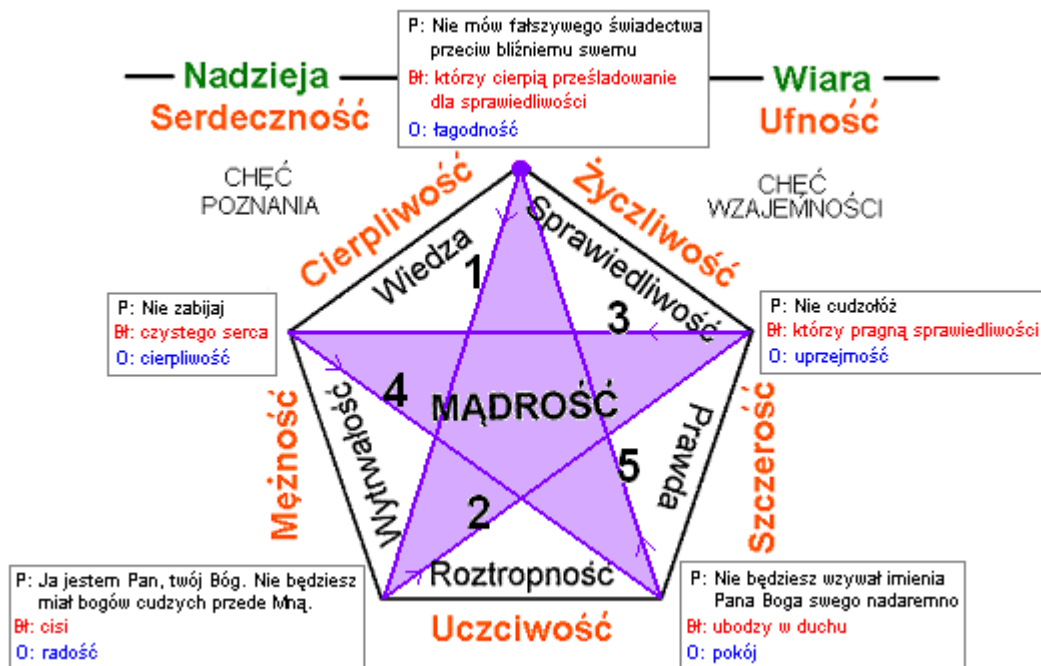 P: Nie mów fałszywego świadectwa
przeciw bliźniemu swemu
Bł: którzy cierpią prześladowanie
dla sprawiedliwości
O: łagodność
Nadzieja
Serdeczność
Wiara
Ufność
CHĘĆ
POZNANIA
CHĘĆ
WZAJEMNOŚCI
Cierpliwość
Życzliwość
Wiedza
Sprawiedliwość
1
3
P: Nie zabijaj
Bł: czystego serca
O: cierpliwość
P: Nie cudzołóż
Bł: którzy pragną sprawiedliwości
O: uprzejmość
4
MĄDROŚĆ
Mężność
Wytrwałość
Prawda
Szczerość
5
2
Roztropność
Uczciwość
P: Ja jestem Pan, twój Bóg. Nie będziesz
miał bogów cudzych przede Mną.
Bł: cisi
O: radość
P: Nie będziesz wzywał imienia
Pana Boga swego nadaremno
Bł: ubodzy w duchu
O: pokój